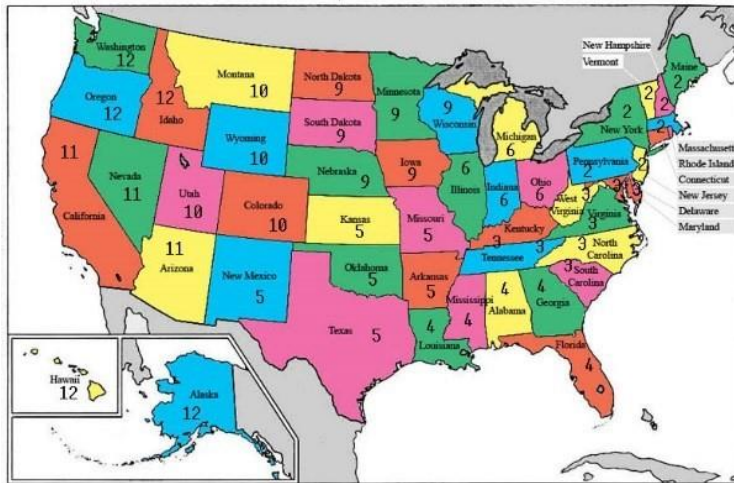 New Hampshire
Vermont
Washington
12
Montana
10
North Dakota
9
Minnesota
9
Maine
2
2
2
Oregon
12
12
Idaho
South Dakota
9
9
Wisconsin
Michigan
6
2
New York
2
Wyoming
10
Massachusett
Rhode Island
Connecticut
New Jersey
Delaware
Maryland
11
California
Nevada
11
Utah
10
Colorado
10
Nebraska
9
Iowa
9
6
Illinois
Indiana
6
Ohio
6
Pennsylvania
2
2
West
Virginia
3
Virginia
3
3
3
Kansas
5
Missouri
5
Kentucky
3
11
Arizona
New Mexico
5
Oklahoma
5
Arkansas
5
Tennessee
3
3
North
Carolina
3
South
Carolina
Texas
5
4
Louisiana
Mississippi
4
4
Alabama
4
Georgia
Florida
4
Hawaii
12
Alaska
12